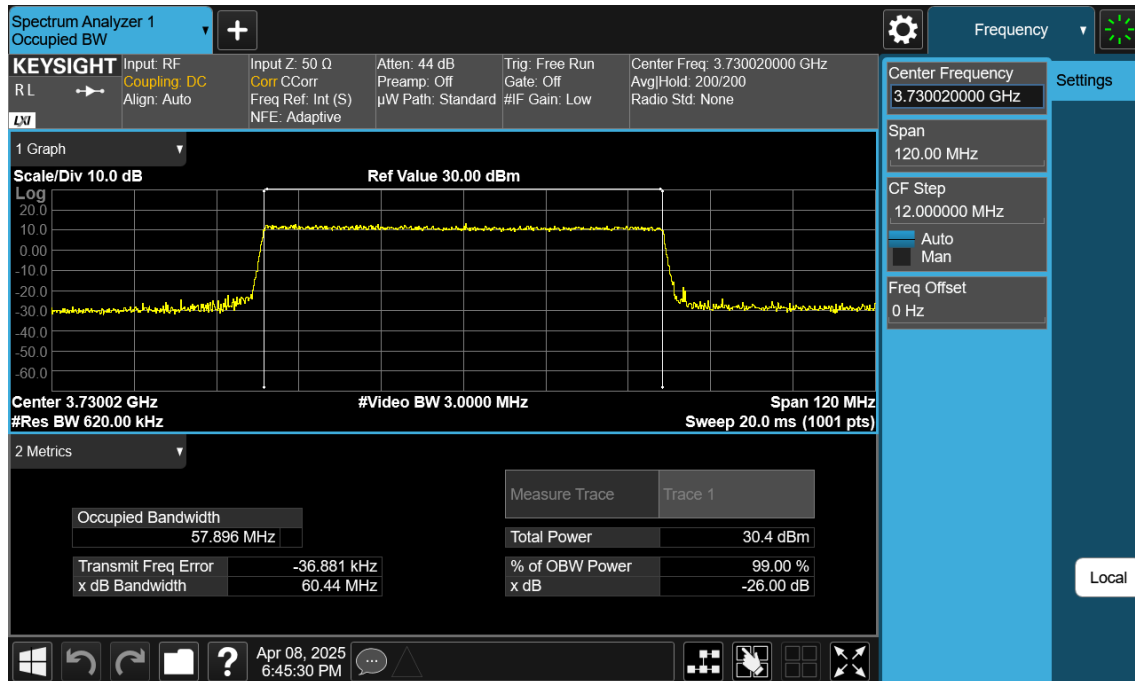 Spectrum Analyzer 1
Occupied BW
+
Frequency
KEYSIGHT
RL
LXI
Input: RF
Coupling: DC
Align: Auto
Input Z: 50 Ω
Corr CCorr
Freq Ref: Int (S)
NFE: Adaptive
Atten: 44 dB
Preamp: Off
µW Path: Standard
Trig: Free Run
Gate: Off
#IF Gain: Low
Center Freq: 3.730020000 GHz
Avg|Hold: 200/200
Radio Std: None
1 Graph
Scale/Div 10.0 dB
Ref Value 30.00 dBm
Log
20.0
10.0
0.00
-10.0
-20.0
-30.0
-40.0
-50.0
-60.0
Center 3.73002 GHz
#Video BW 3.0000 MHz
Span 120 MHz
#Res BW 620.00 kHz
Sweep 20.0 ms (1001 pts)
2 Metrics
Measure Trace Trace 1
Occupied Bandwidth
57.896 MHz
Total Power 30.4 dBm
Transmit Freq Error -36.881 kHz
% of OBW Power 99.00 %
x dB Bandwidth 60.44 MHz
x dB -26.00 dB
Center Frequency
3.730020000 GHz
Settings
Span
120.00 MHz
CF Step
12.000000 MHz
Auto
Man
Freq Offset
0 Hz
Local
?
Apr 08, 2025
6:45:30 PM